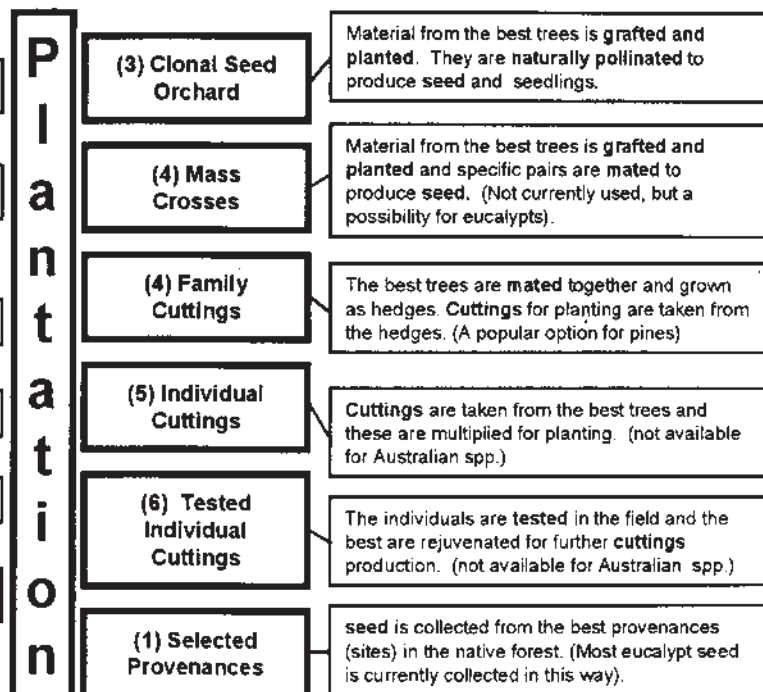 Plantation
(3) Clonal Seed
Orchard
Material from the best trees is grafted and
planted. They are naturally pollinated to
produce seed and seedlings.
(4) Mass
Crosses
Material from the best trees is grafted and
planted and specific pairs are mated to
produce seed. (Not currently used, but a
possibility for eucalypts).
(4) Family
Cuttings
The best trees are mated together and grown
as hedges. Cuttings for planting are taken from
the hedges. (A popular option for pines)
(5) Individual
Cuttings
Cuttings are taken from the best trees and
these are multiplied for planting. (not available
for Australian spp.)
(6) Tested
Individual
Cuttings
The individuals are tested in the field and the
best are rejuvenated for further cuttings
production. (not available for Australian spp.)
(1) Selected
Provenances
seed is collected from the best provenances
(sites) in the native forest. (Most eucalypt seed
is currently collected in this way).